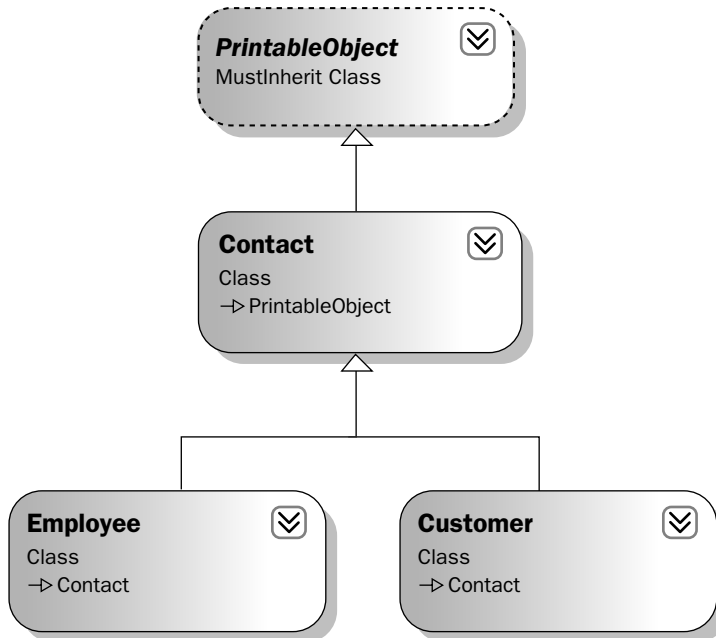 PrintableObject
MustInherit Class
Contact
Class
PrintableObject
Employee
Class
Contact
Customer
Class
Contact